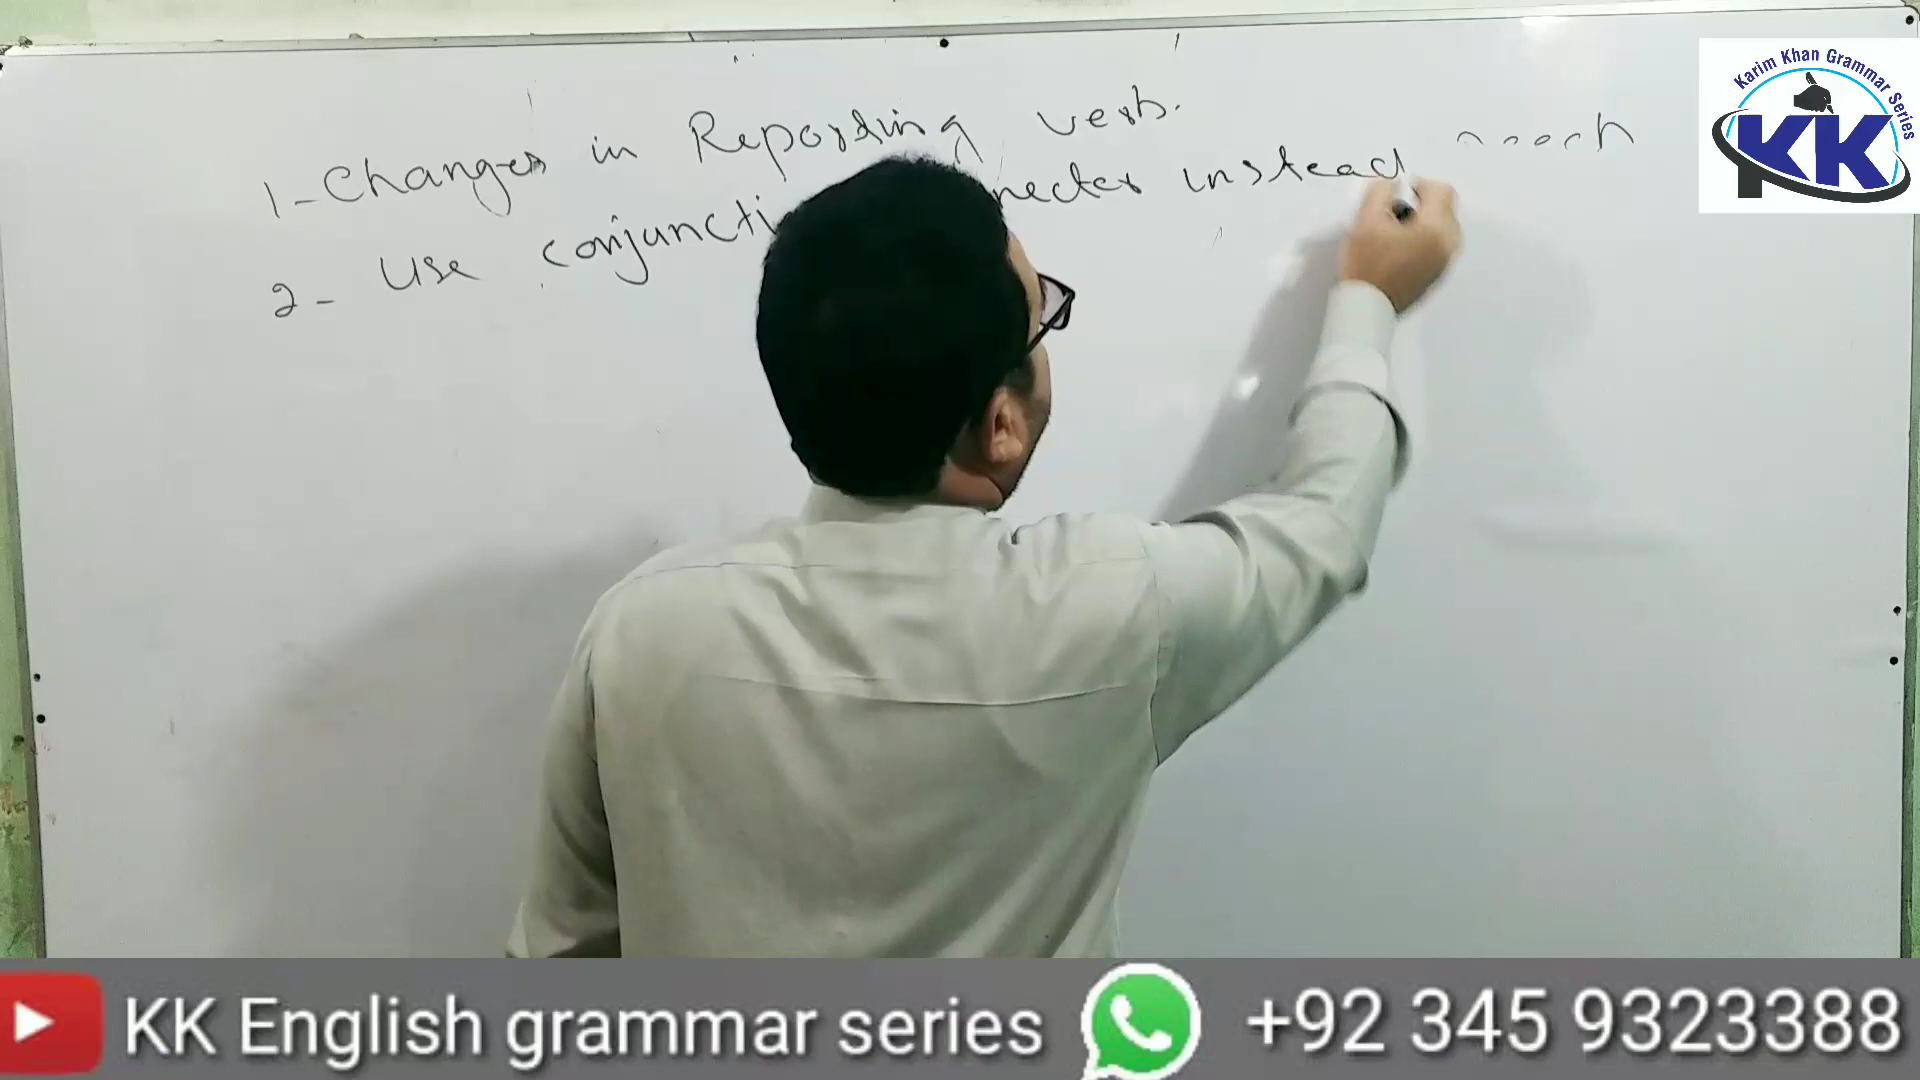 Karim Khan Grammar Series
KK
1- Changes in Reporting verb.
2- Use conjuncti necter instead
KK English grammar series +92 345 9323388